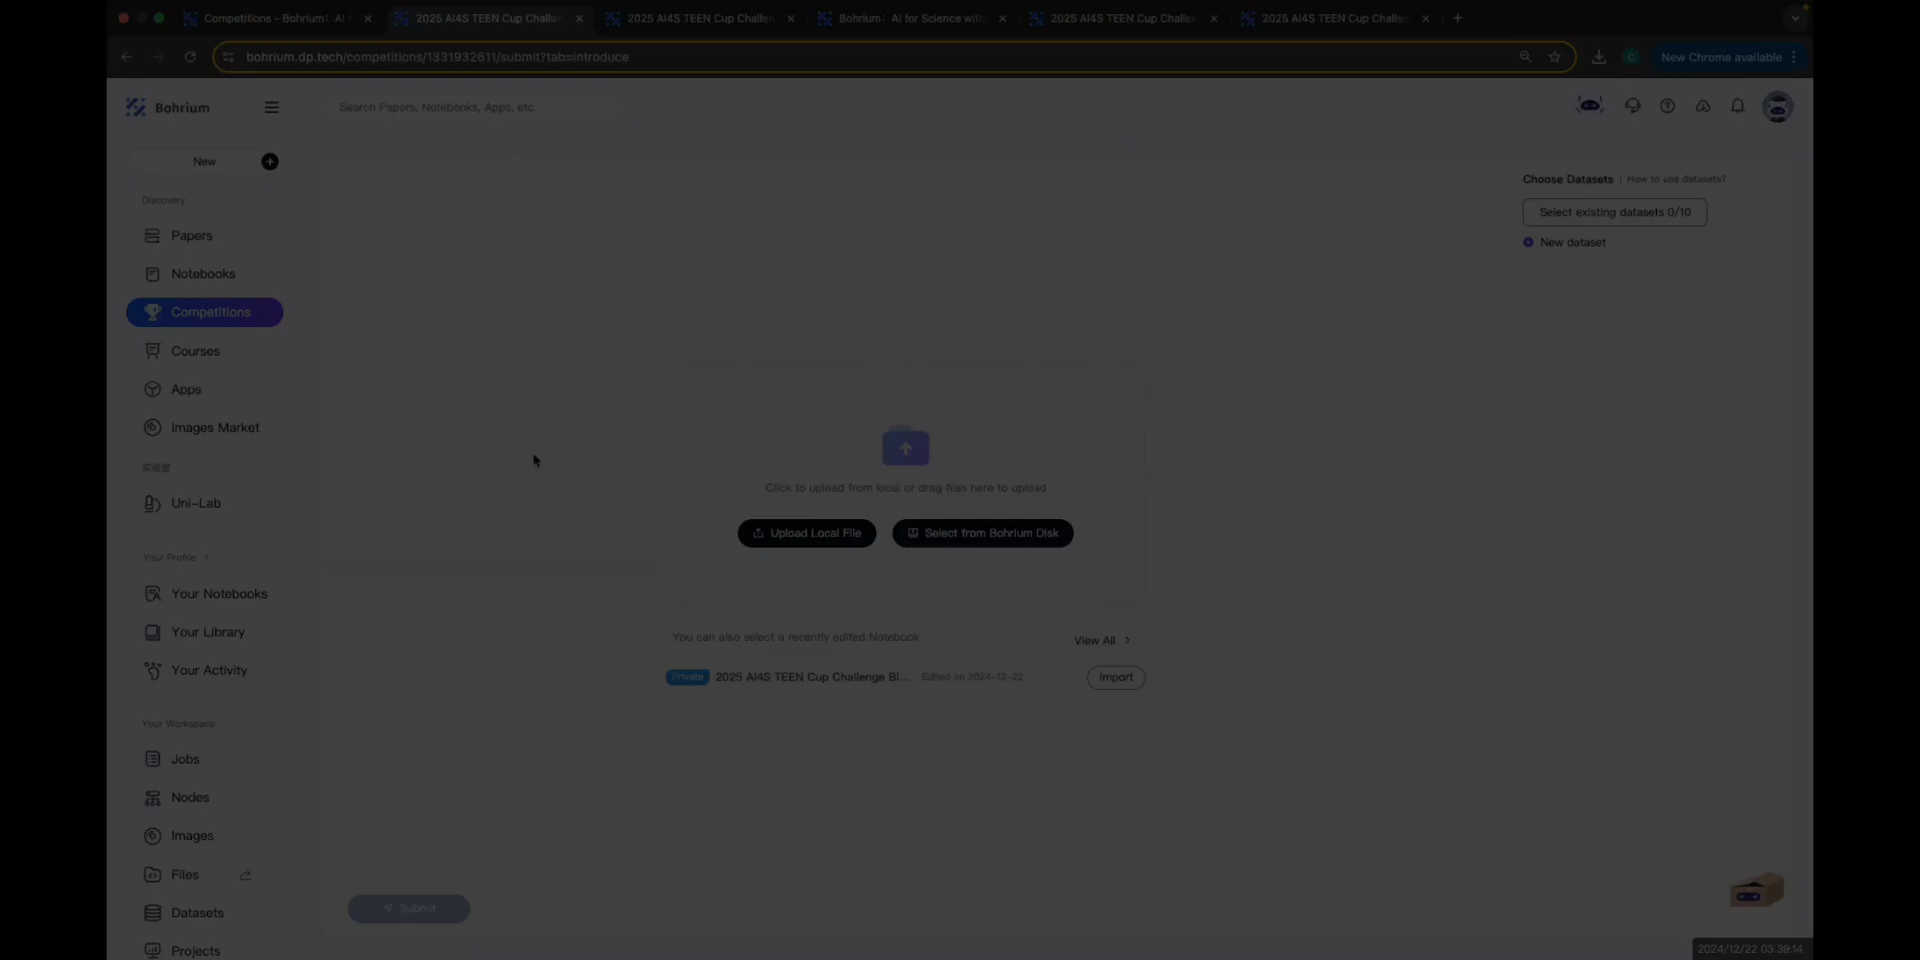 Competitions - Bohrium: AI
2025 AI4S TEEN Cup Challen
2025 AI4S TEEN Cup Challen
Bohrium: AI for Science with
2025 AI4S TEEN Cup Challen
2025 AI4S TEEN Cup Challen
bohrium.dp.tech/competitions/1331932611/submit?tab=introduce
New Chrome available
Bohrium
Search Papers, Notebooks, Apps, etc.
New
Choose Datasets | How to use datasets?
Select existing datasets 0/10
New dataset
Discovery
Papers
Notebooks
Competitions
Courses
Apps
Images Market
实验室
Uni-Lab
Your Profile
Your Notebooks
Your Library
Your Activity
Your Workspace
Jobs
Nodes
Images
Files
Datasets
Projects
Click to upload from local or drag files here to upload
Upload Local File
Select from Bohrium Disk
You can also select a recently edited Notebook
View All
Private 2025 AI4S TEEN Cup Challenge Bl... Edited on 2024-12-22
Import
Submit
2024/12/22 03:39:14